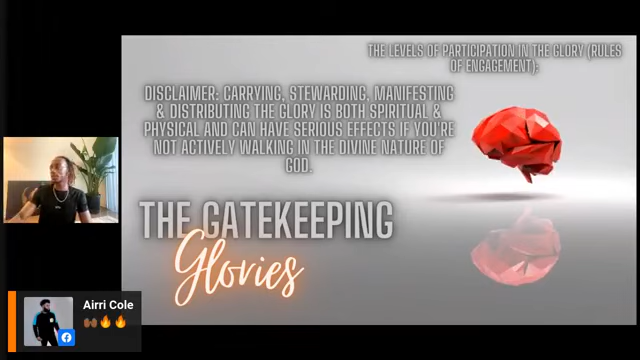 THE LEVELS OF PARTICIPATION IN THE GLORY (RULES
OF ENGAGEMENT):
DISCLAIMER: CARRYING, STEWARDING, MANIFESTING
& DISTRIBUTING THE GLORY IS BOTH SPIRITUAL &
PHYSICAL AND CAN HAVE SERIOUS EFFECTS IF YOU'RE
NOT ACTIVELY WALKING IN THE DIVINE NATURE OF
GOD.
THE GATEKEEPING
Glories
Airri Cole
🙌🏾🔥🔥